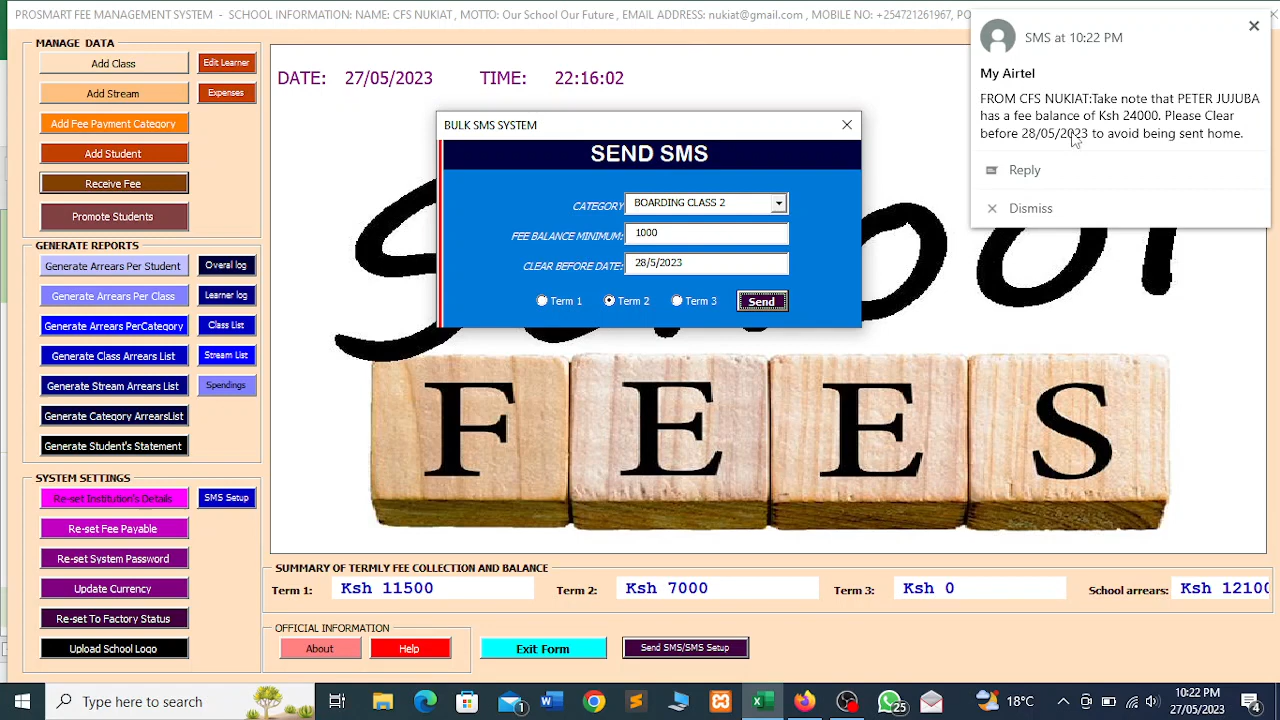 PROSMART FEE MANAGEMENT SYSTEM - SCHOOL INFORMATION: NAME: CFS NUKIAT , MOTTO: Our School Our Future , EMAIL ADDRESS: nukiat@gmail.com , MOBILE NO: +254721261967, PO
MANAGE DATA
Add Class
Edit Learner
Add Stream
Expenses
Add Fee Payment Category
Add Student
Receive Fee
Promote Students
GENERATE REPORTS
Generate Arrears Per Student
Overal log
Generate Arrears Per Class
Learner log
Generate Arrears PerCategory
Class List
Generate Class Arrears List
Stream List
Generate Stream Arrears List
Spendings
Generate Category ArrearsList
Generate Student's Statement
SYSTEM SETTINGS
Re-set Institution's Details
SMS Setup
Re-set Fee Payable
Re-set System Password
Update Currency
Re-set To Factory Status
Upload School Logo
DATE: 27/05/2023 TIME: 22:16:02
BULK SMS SYSTEM
SEND SMS
CATEGORY BOARDING CLASS 2
FEE BALANCE MINIMUM: 1000
CLEAR BEFORE DATE: 28/5/2023
Term 1 Term 2 Term 3 Send
SMS at 10:22 PM
My Airtel
FROM CFS NUKIAT:Take note that PETER JUJUBA
has a fee balance of Ksh 24000. Please Clear
before 28/05/2023 to avoid being sent home.
Reply
Dismiss
FEES
SUMMARY OF TERMLY FEE COLLECTION AND BALANCE
Term 1: Ksh 11500 Term 2: Ksh 7000 Term 3: Ksh 0 School arrears: Ksh 12100
OFFICIAL INFORMATION
About
Help
Exit Form
Send SMS/SMS Setup
Type here to search
1
25
18°C
10:22 PM
27/05/2023
4